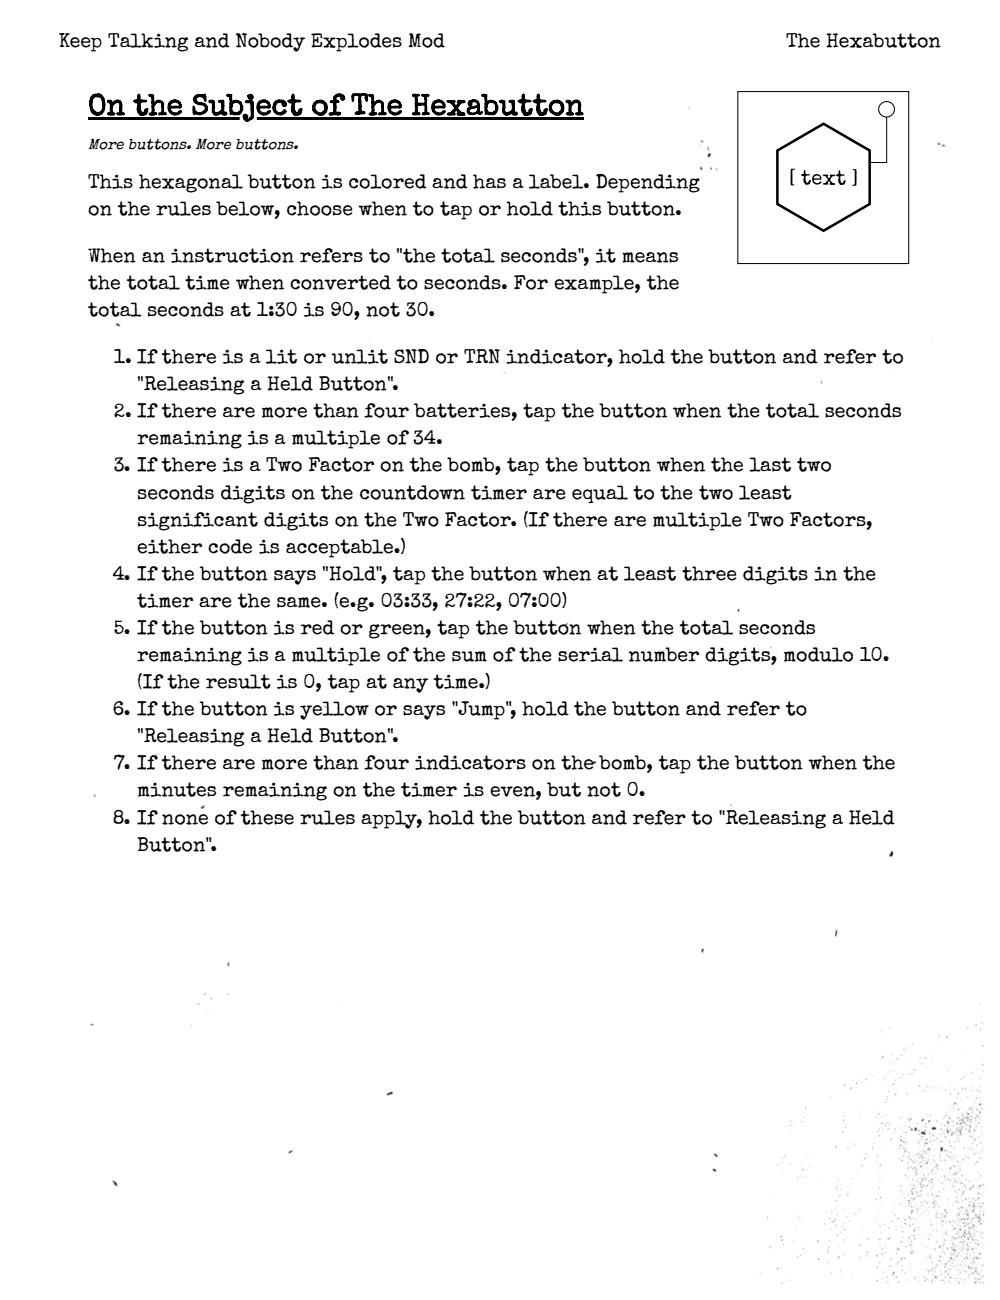 Keep Talking and Nobody Explodes Mod
The Hexabutton
On the Subject of The Hexabutton
More buttons. More buttons.
[ text ]
This hexagonal button is colored and has a label. Depending
on the rules below, choose when to tap or hold this button.
When an instruction refers to "the total seconds", it means
the total time when converted to seconds. For example, the
total seconds at 1:30 is 90, not 30.
1. If there is a lit or unlit SND or TRN indicator, hold the button and refer to
"Releasing a Held Button".
2. If there are more than four batteries, tap the button when the total seconds
remaining is a multiple of 34.
3. If there is a Two Factor on the bomb, tap the button when the last two
seconds digits on the countdown timer are equal to the two least
significant digits on the Two Factor. (If there are multiple Two Factors,
either code is acceptable.)
4. If the button says "Hold", tap the button when at least three digits in the
timer are the same. (e.g. 03:33, 27:22, 07:00)
5. If the button is red or green, tap the button when the total seconds
remaining is a multiple of the sum of the serial number digits, modulo 10.
(If the result is 0, tap at any time.)
6. If the button is yellow or says "Jump", hold the button and refer to
"Releasing a Held Button".
7. If there are more than four indicators on the bomb, tap the button when the
minutes remaining on the timer is even, but not 0.
8. If none of these rules apply, hold the button and refer to "Releasing a Held
Button".